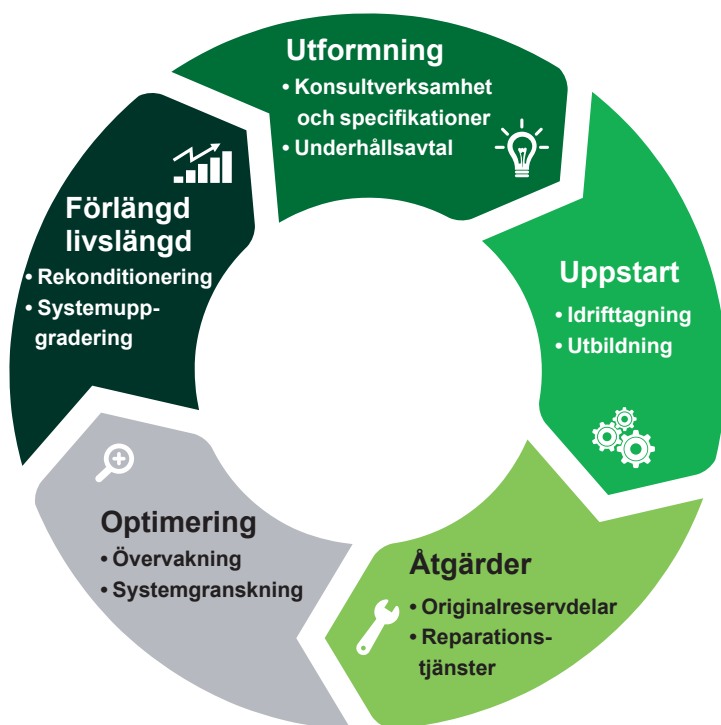 Utformning
• Konsultverksamhet
och specifikationer
• Underhållsavtal
Uppstart
• Idrifttagning
• Utbildning
Åtgärder
• Originalreservdelar
• Reparations-
tjänster
Optimering
• Övervakning
• Systemgranskning
Förlängd
livslängd
• Rekonditionering
• Systemupp-
gradering